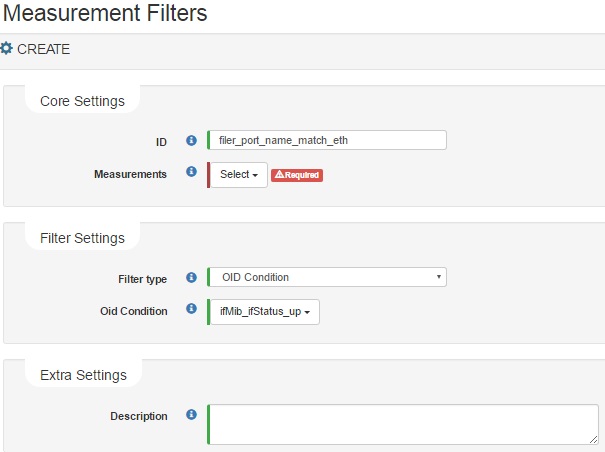 Measurement Filters
CREATE
Core Settings
ID filer_port_name_match_eth
Measurements Select Required
Filter Settings
Filter type OID Condition
Oid Condition ifMib_ifStatus_up
Extra Settings
Description